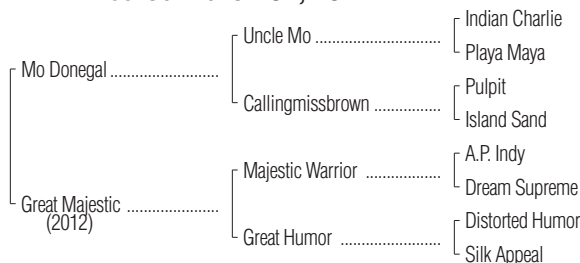 Indian Charlie
Uncle Mo ................................
Playa Maya
Mo Donegal ............................
Pulpit
Callingmissbrown .................
Island Sand
A.P. Indy
Majestic Warrior ...................
Dream Supreme
Great Majestic .......................
(2012)
Distorted Humor
Great Humor .........................
Silk Appeal